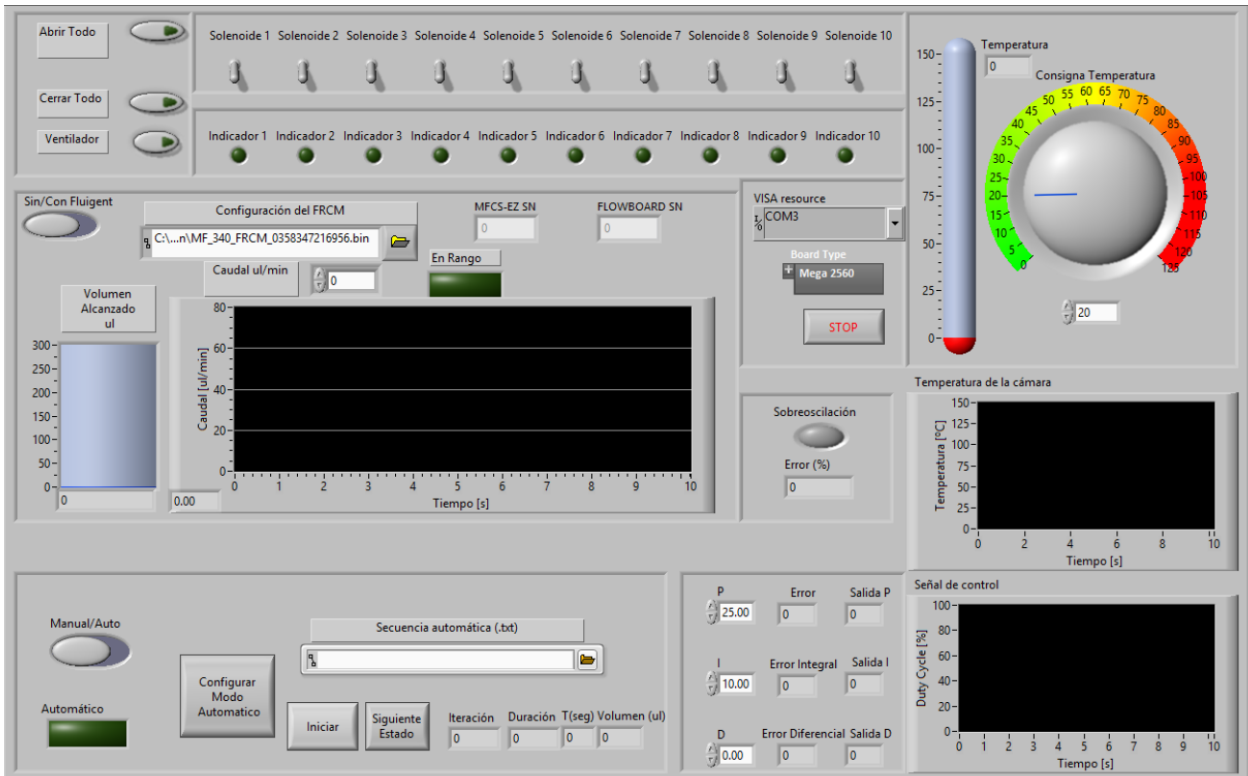 Abrir Todo
Cerrar Todo
Ventilador
Solenoide 1 Solenoide 2 Solenoide 3 Solenoide 4 Solenoide 5 Solenoide 6 Solenoide 7 Solenoide 8 Solenoide 9 Solenoide 10
Indicador 1 Indicador 2 Indicador 3 Indicador 4 Indicador 5 Indicador 6 Indicador 7 Indicador 8 Indicador 9 Indicador 10
Temperatura
0
150
125
100
75
50
25
0
Consigna Temperatura
0 5 10 15 20 25 30 35 40 45 50 55 60 65 70 75 80 85 90 95 100 105 110 115 120 125
20
Sin/Con Fluigent
Configuración del FRCM
C:\...n\MF_340_FRCM_0358347216956.bin
MFCS-EZ SN
0
FLOWBOARD SN
0
Caudal ul/min
0
En Rango
Volumen
Alcanzado
ul
300
250
200
150
100
50
0
0
0.00
Caudal [ul/min]
80
60
40
20
0
0 1 2 3 4 5 6 7 8 9 10
Tiempo [s]
VISA resource
COM3
Board Type
Mega 2560
STOP
Sobreoscilación
Error (%)
0
Temperatura de la cámara
Temperatura [ºC]
150
125
100
75
50
25
0
0 2 4 6 8 10
Tiempo [s]
Manual/Auto
Automático
Configurar
Modo
Automatico
Secuencia automática (.txt)
Iniciar
Siguiente
Estado
Iteración Duración T(seg) Volumen (ul)
0 0 0 0
P Error Salida P
25.00 0 0
I Error Integral Salida I
10.00 0 0
D Error Diferencial Salida D
0.00 0 0
Señal de control
Duty Cycle [%]
100
80
60
40
20
0
0 1 2 3 4 5 6 7 8 9 10
Tiempo [s]